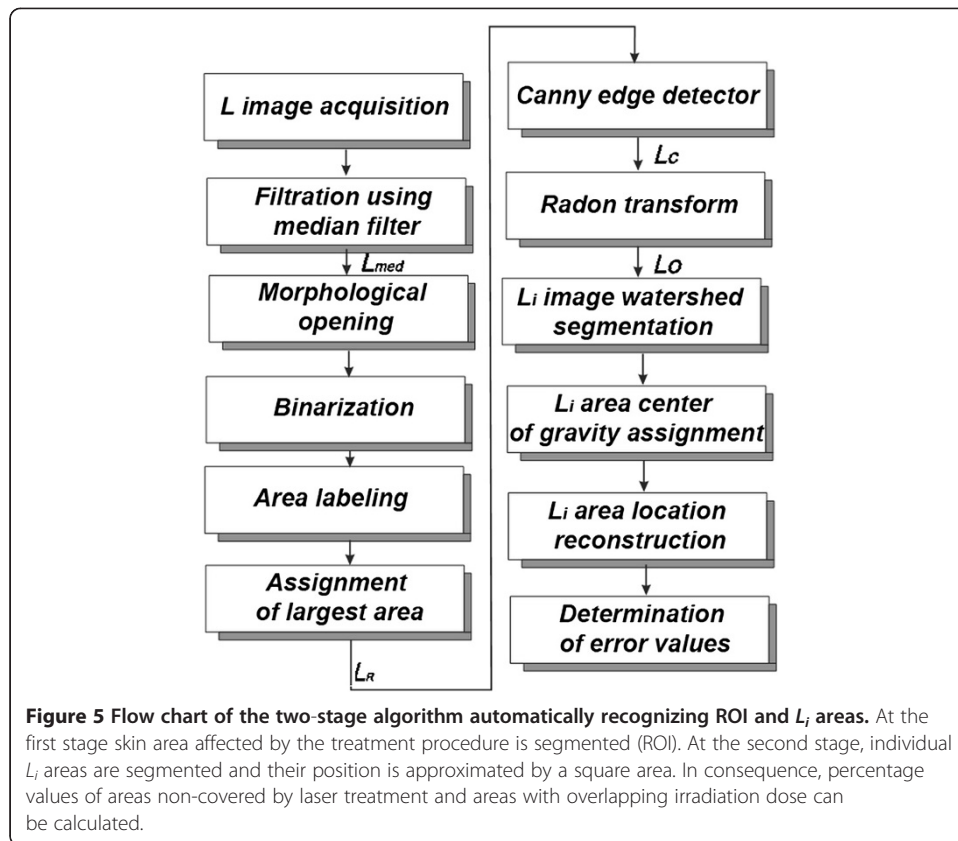 L image acquisition
Filtration using
median filter
Lmed
Morphological
opening
Binarization
Area labeling
Assignment
of largest area
LR
Canny edge detector
LC
Radon transform
LO
Li image watershed
segmentation
Li area center
of gravity assignment
Li area location
reconstruction
Determination
of error values
Figure 5 Flow chart of the two-stage algorithm automatically recognizing ROI and Li areas. At the
first stage skin area affected by the treatment procedure is segmented (ROI). At the second stage, individual
Li areas are segmented and their position is approximated by a square area. In consequence, percentage
values of areas non-covered by laser treatment and areas with overlapping irradiation dose can
be calculated.